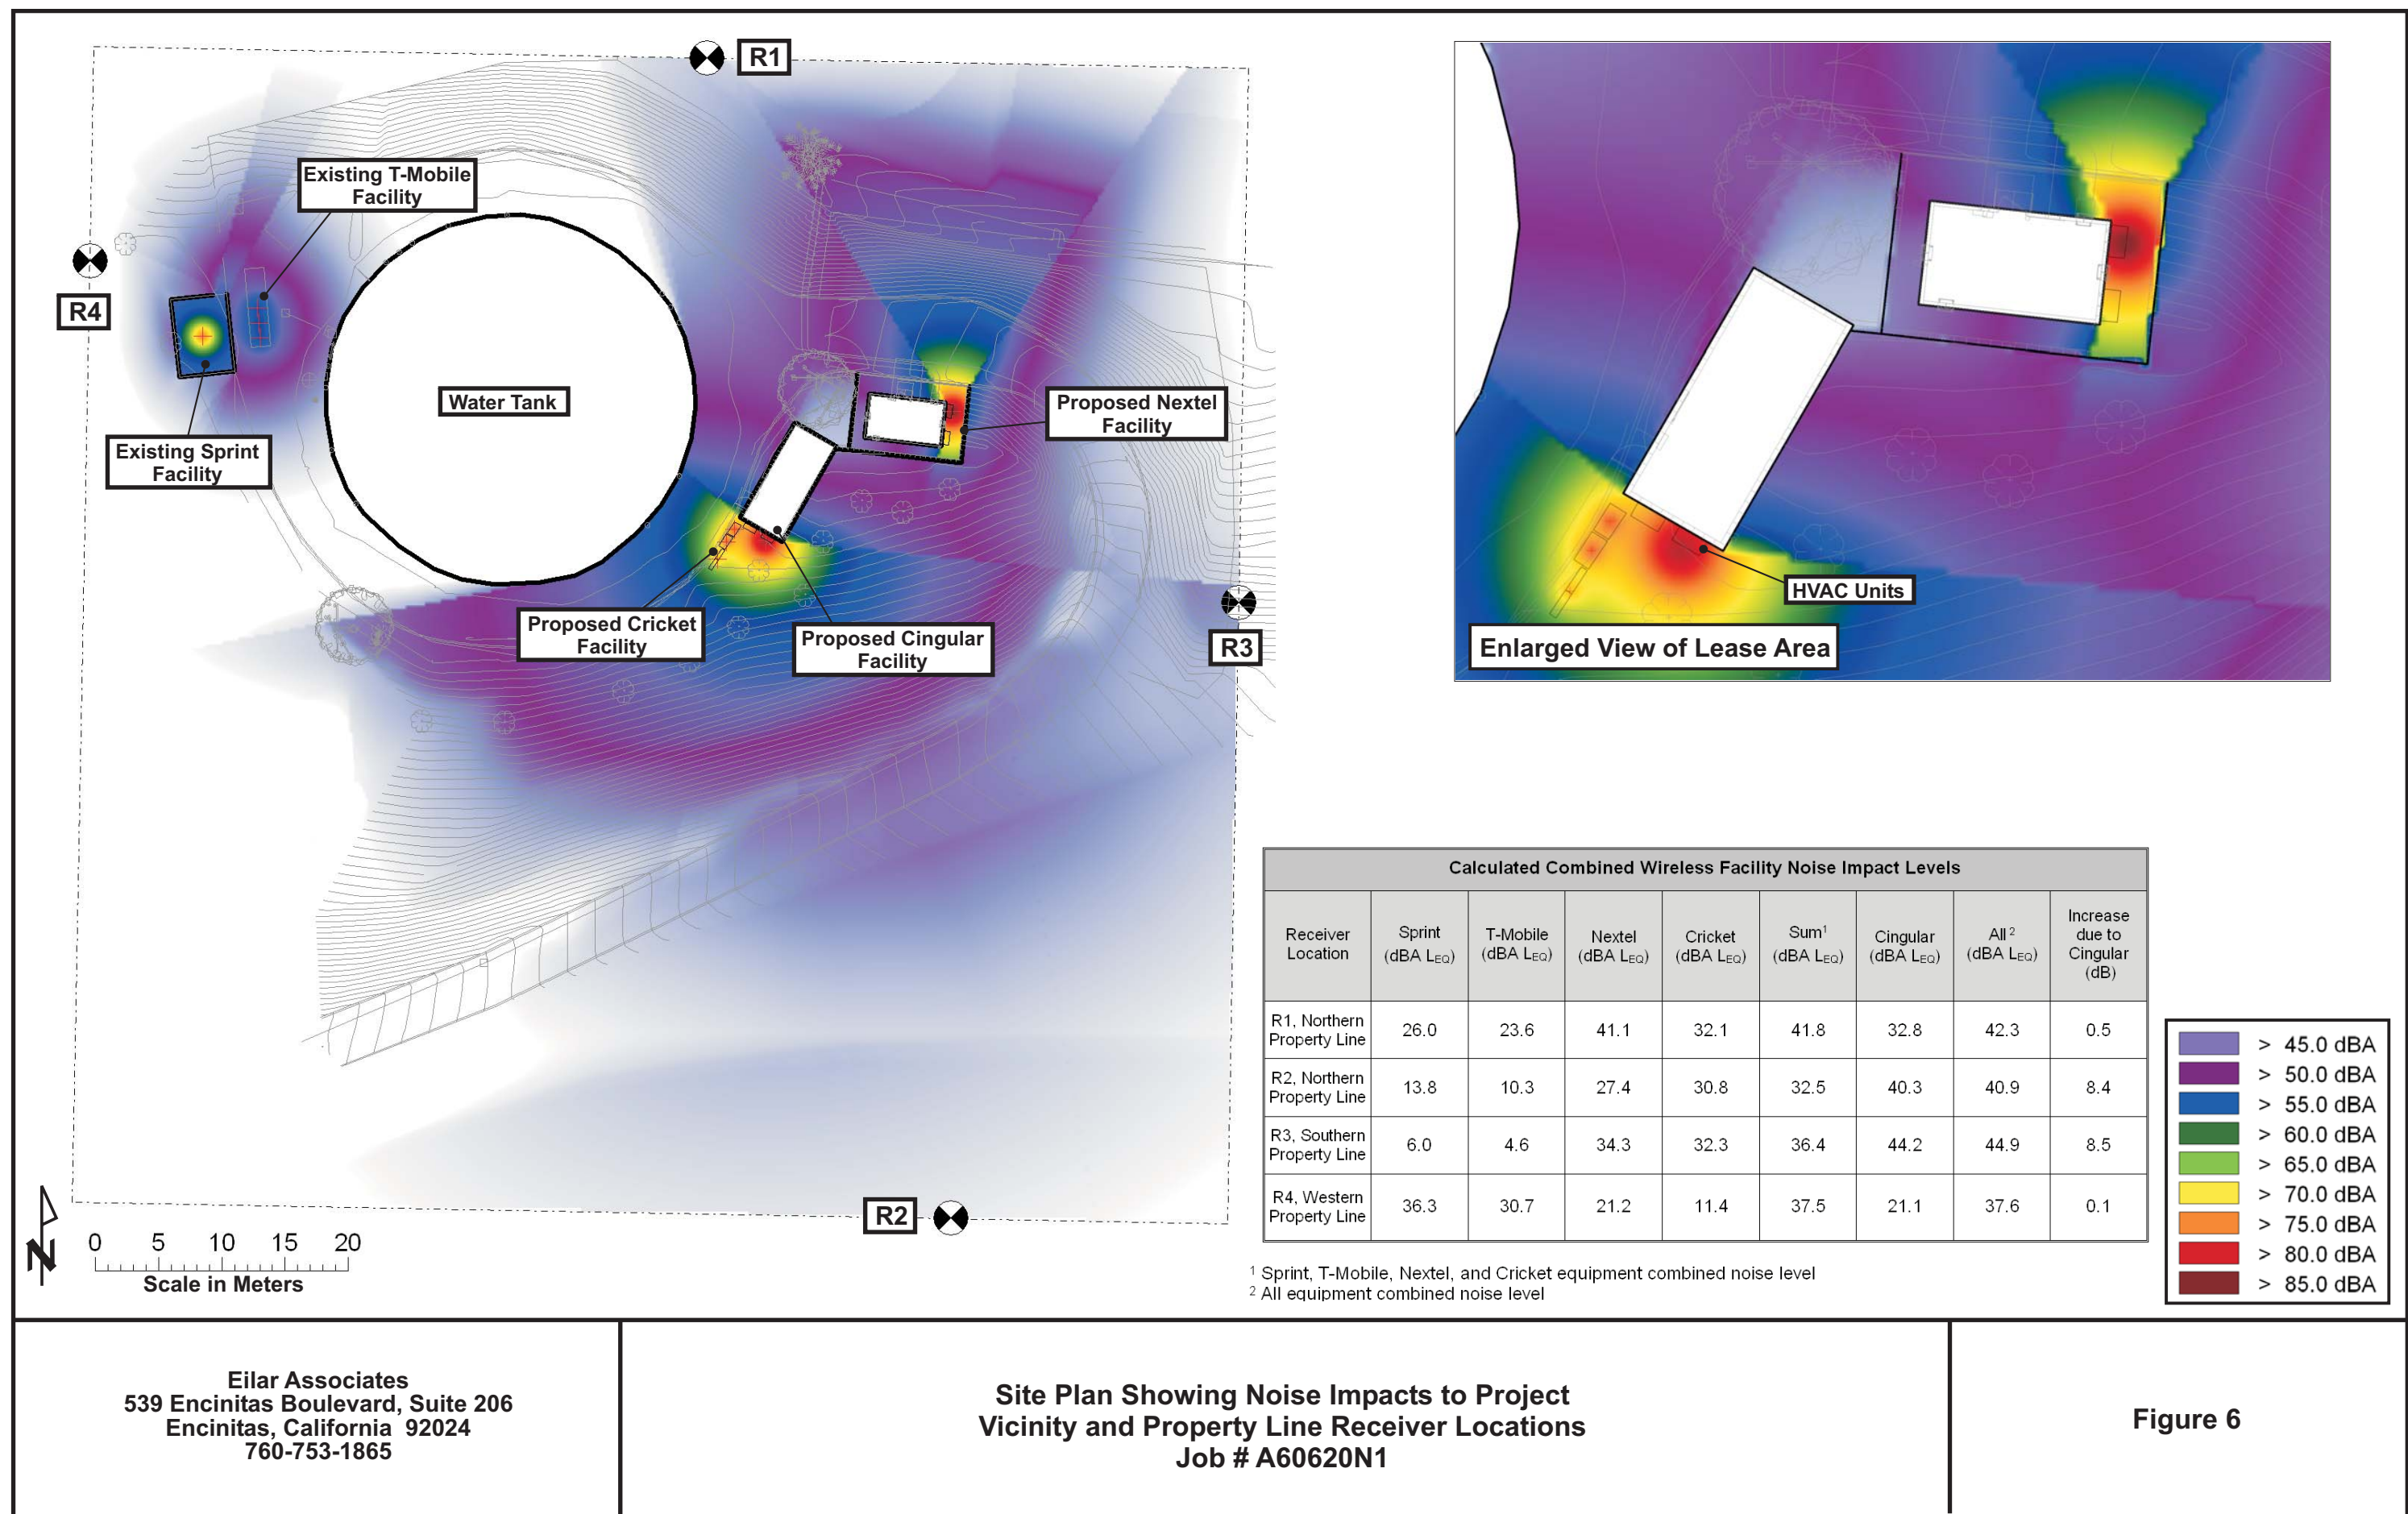 R1
Existing T-Mobile
Facility
R4
Water Tank
Existing Sprint
Facility
Proposed Nextel
Facility
Proposed Cricket
Facility
Proposed Cingular
Facility
R3
R2
N
0 5 10 15 20
Scale in Meters
HVAC Units
Enlarged View of Lease Area
Calculated Combined Wireless Facility Noise Impact Levels
Receiver Location | Sprint (dBA LEQ) | T-Mobile (dBA LEQ) | Nextel (dBA LEQ) | Cricket (dBA LEQ) | Sum1 (dBA LEQ) | Cingular (dBA LEQ) | All 2 (dBA LEQ) | Increase due to Cingular (dB)
R1, Northern Property Line | 26.0 | 23.6 | 41.1 | 32.1 | 41.8 | 32.8 | 42.3 | 0.5
R2, Northern Property Line | 13.8 | 10.3 | 27.4 | 30.8 | 32.5 | 40.3 | 40.9 | 8.4
R3, Southern Property Line | 6.0 | 4.6 | 34.3 | 32.3 | 36.4 | 44.2 | 44.9 | 8.5
R4, Western Property Line | 36.3 | 30.7 | 21.2 | 11.4 | 37.5 | 21.1 | 37.6 | 0.1
1 Sprint, T-Mobile, Nextel, and Cricket equipment combined noise level
2 All equipment combined noise level
> 45.0 dBA
> 50.0 dBA
> 55.0 dBA
> 60.0 dBA
> 65.0 dBA
> 70.0 dBA
> 75.0 dBA
> 80.0 dBA
> 85.0 dBA
Eilar Associates
539 Encinitas Boulevard, Suite 206
Encinitas, California 92024
760-753-1865
Site Plan Showing Noise Impacts to Project
Vicinity and Property Line Receiver Locations
Job # A60620N1
Figure 6